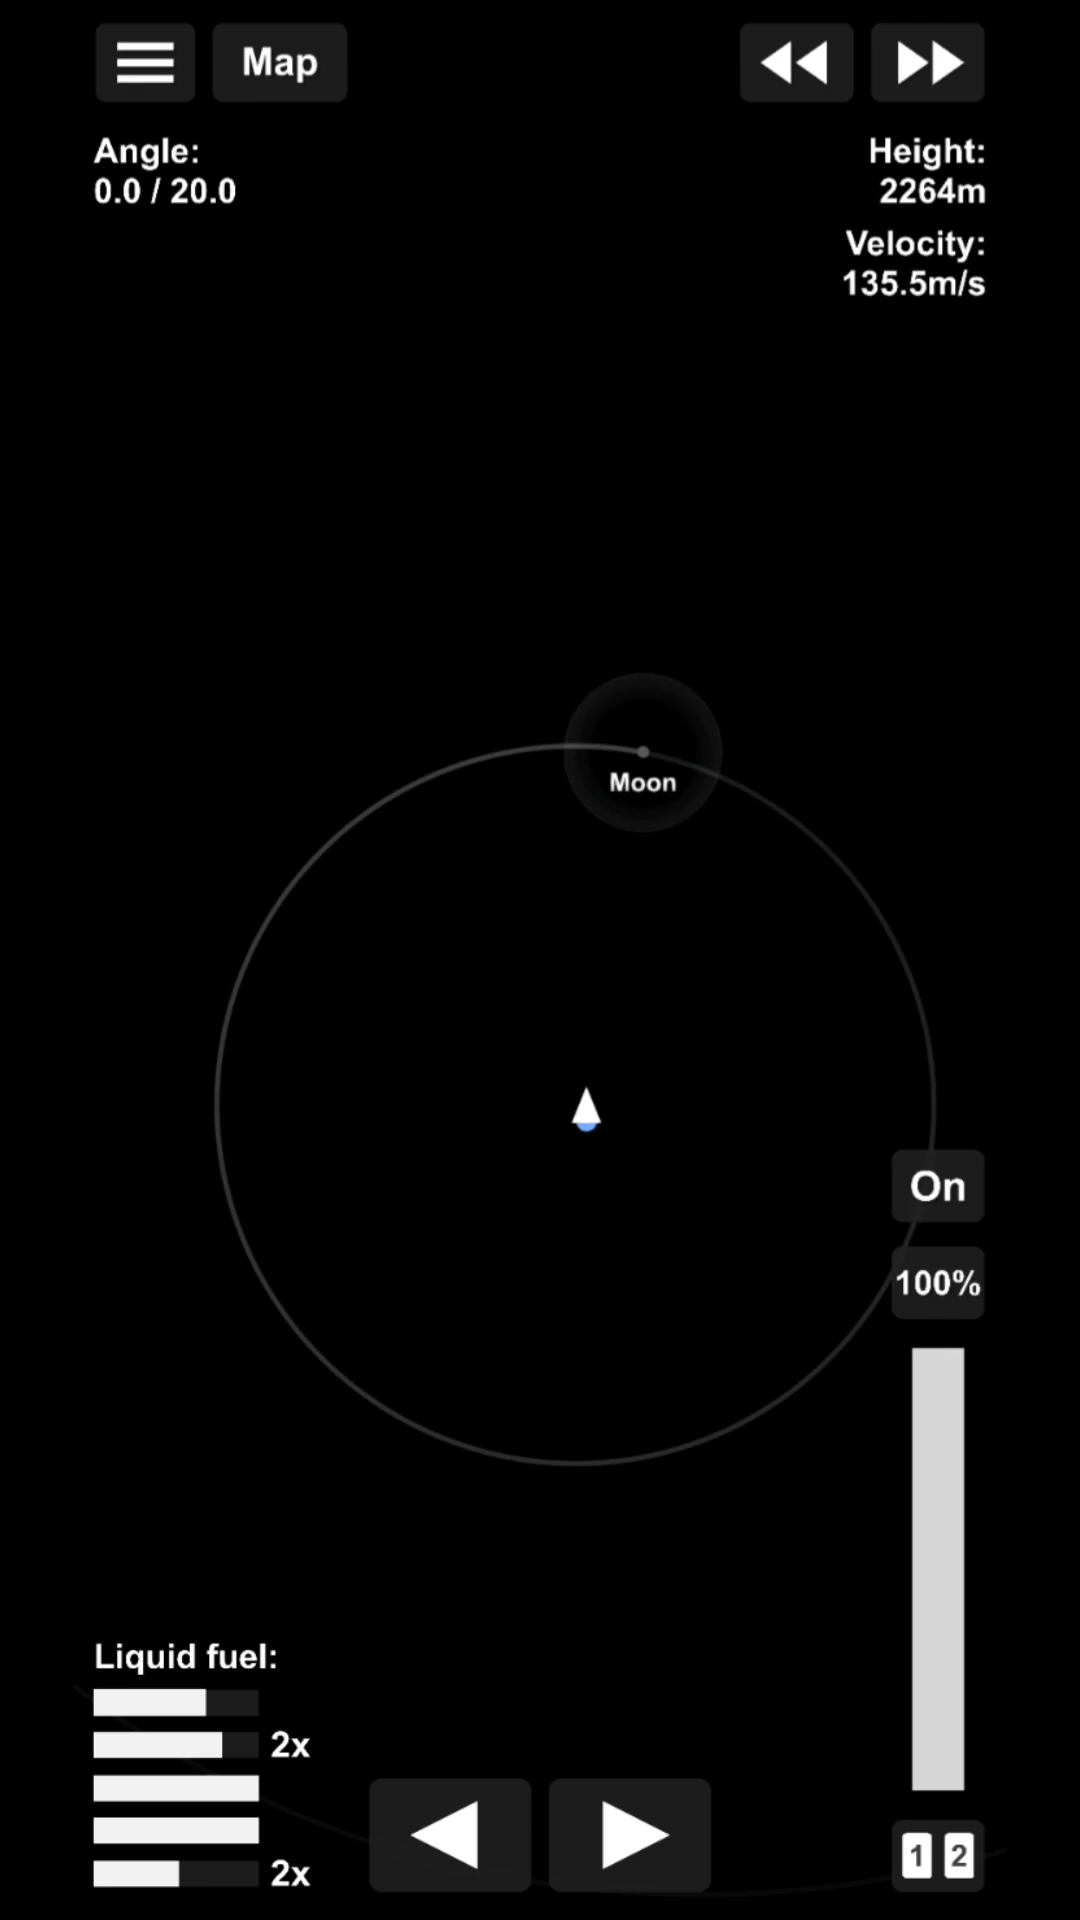 Map
Angle:
0.0 / 20.0
Height:
2264m
Velocity:
135.5m/s
Moon
On
100%
Liquid fuel:
2x
2x
1 2